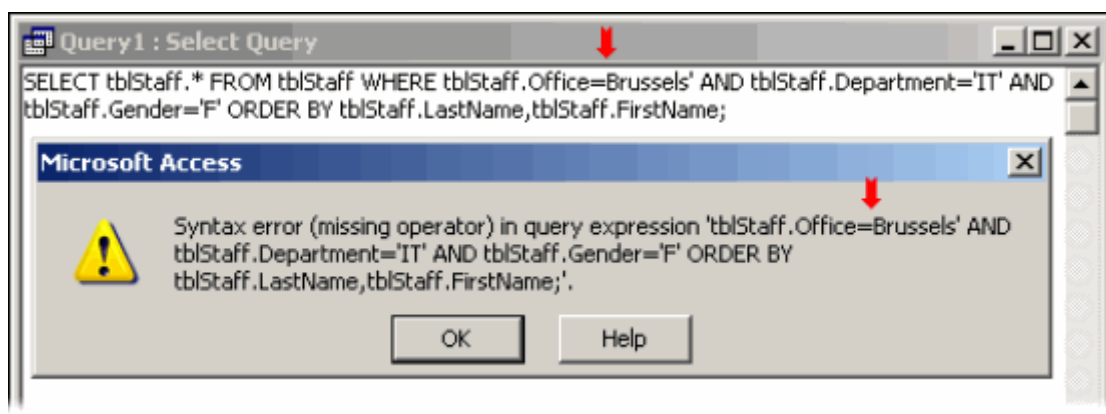 Query1 : Select Query
SELECT tblStaff.* FROM tblStaff WHERE tblStaff.Office=Brussels' AND tblStaff.Department='IT' AND
tblStaff.Gender='F' ORDER BY tblStaff.LastName,tblStaff.FirstName;
Microsoft Access
Syntax error (missing operator) in query expression 'tblStaff.Office=Brussels' AND
tblStaff.Department='IT' AND tblStaff.Gender='F' ORDER BY
tblStaff.LastName,tblStaff.FirstName;'.
OK Help